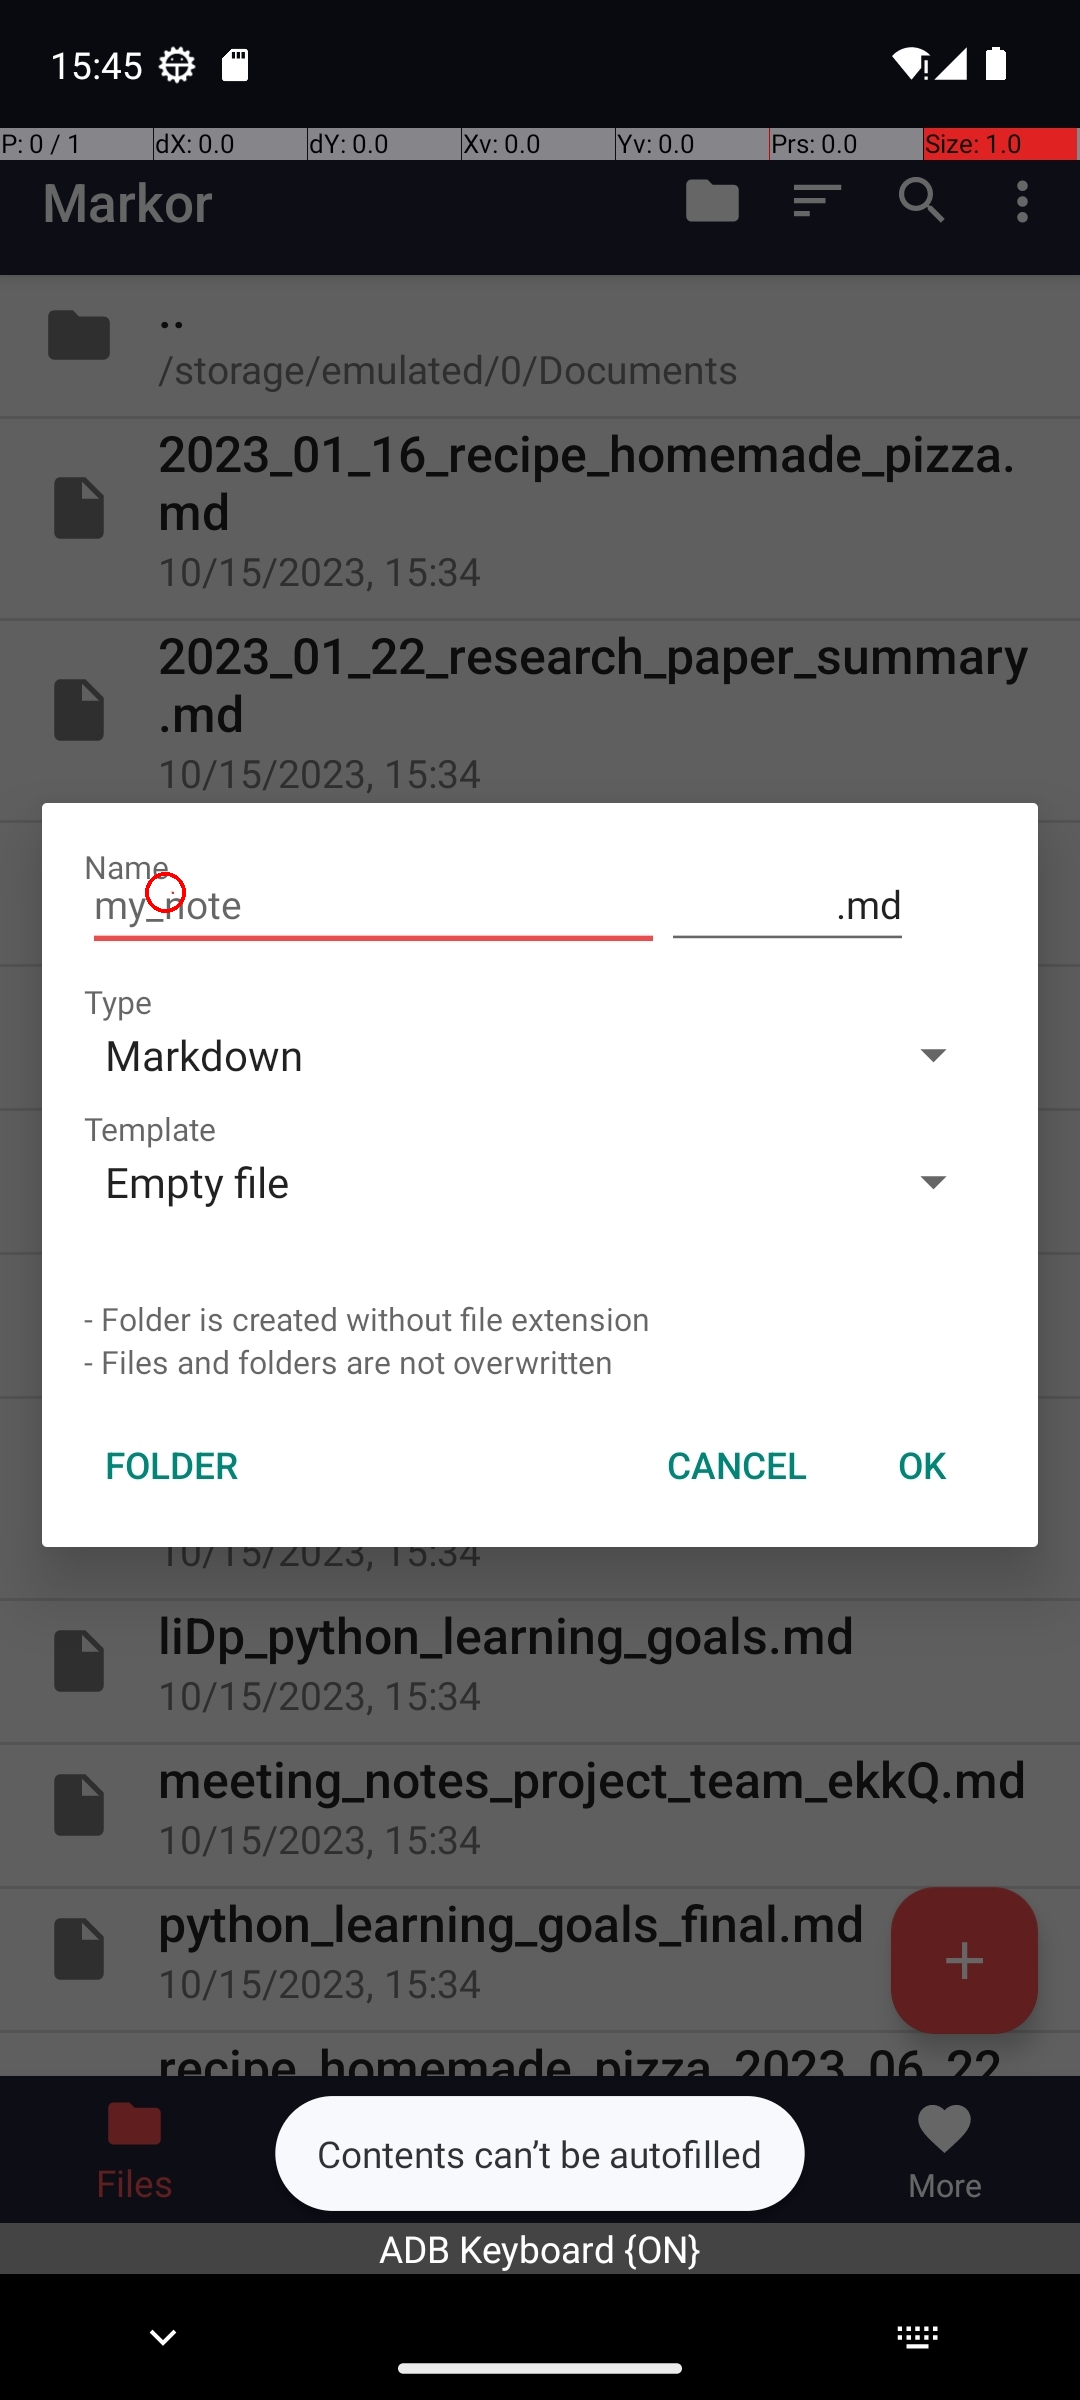 15:45
P: 0 / 1 dX: 0.0 dY: 0.0 Xv: 0.0 Yv: 0.0 Prs: 0.0 Size: 1.0
Markor
..
/storage/emulated/0/Documents
2023_01_16_recipe_homemade_pizza.
md
10/15/2023, 15:34
2023_01_22_research_paper_summary
.md
10/15/2023, 15:34
Name
my_note .md
Type
Markdown
Template
Empty file
- Folder is created without file extension
- Files and folders are not overwritten
FOLDER CANCEL OK
10/15/2023, 15:34
liDp_python_learning_goals.md
10/15/2023, 15:34
meeting_notes_project_team_ekkQ.md
10/15/2023, 15:34
python_learning_goals_final.md
10/15/2023, 15:34
recipe_homemade_pizza_2023_06_22
Files More
Contents can’t be autofilled
ADB Keyboard {ON}